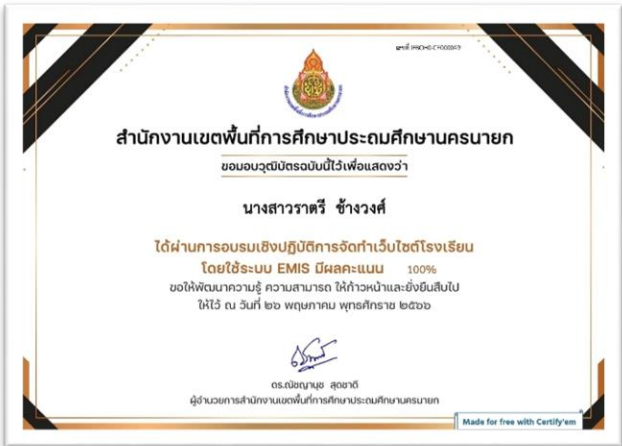 สำนักงานเขตพื้นที่การศึกษาประถมศึกษานครนายก
ขอมอบวุฒิบัตรฉบับนี้ไว้เพื่อแสดงว่า
นางสาวราตรี ช้างวงศ์
ได้ผ่านการอบรมเชิงปฏิบัติการจัดทำเว็บไซต์โรงเรียน
โดยใช้ระบบ EMIS มีผลคะแนน 100%
ขอให้พัฒนาความรู้ ความสามารถ ให้ก้าวหน้าและยั่งยืนสืบไป
ให้ไว้ ณ วันที่ ๒๖ พฤษภาคม พุทธศักราช ๒๕๖๖
ดร.ณัชญานุช สุดชาดี
ผู้อำนวยการสำนักงานเขตพื้นที่การศึกษาประถมศึกษานครนายก
Made for free with Certify'em